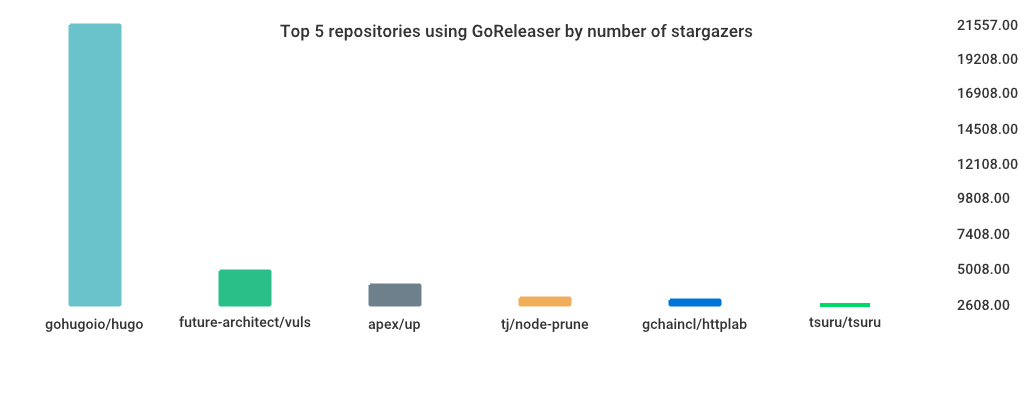 Top 5 repositories using GoReleaser by number of stargazers
21557.00
19208.00
16908.00
14508.00
12108.00
9808.00
7408.00
5008.00
2608.00
gohugoio/hugo
future-architect/vuls
apex/up
tj/node-prune
gchaincl/httplab
tsuru/tsuru